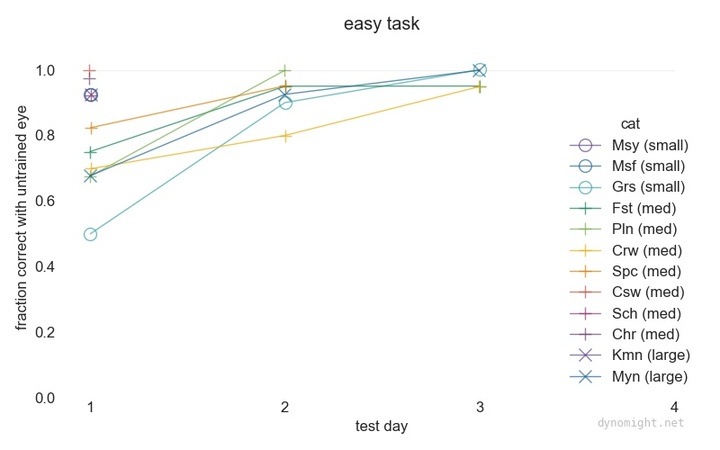 easy task
fraction correct with untrained eye
1.0
0.8
0.6
0.4
0.2
0.0
1 2 3 4
test day
cat
Msy (small)
Msf (small)
Grs (small)
Fst (med)
Pln (med)
Crw (med)
Spc (med)
Csw (med)
Sch (med)
Chr (med)
Kmn (large)
Myn (large)
dynomight.net